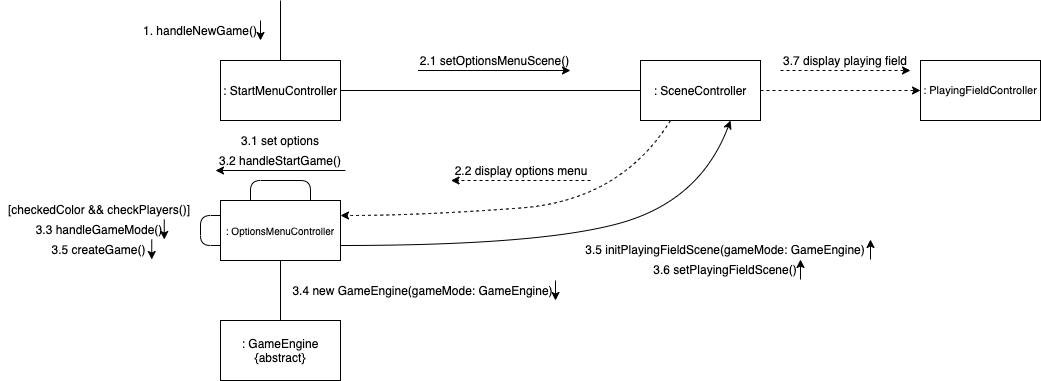 1. handleNewGame()
2.1 setOptionsMenuScene()
3.7 display playing field
: StartMenuController
: SceneController
: PlayingFieldController
3.1 set options
3.2 handleStartGame()
2.2 display options menu
[checkedColor && checkPlayers()]
3.3 handleGameMode()
3.5 createGame()
: OptionsMenuController
3.5 initPlayingFieldScene(gameMode: GameEngine)
3.6 setPlayingFieldScene()
3.4 new GameEngine(gameMode: GameEngine)
: GameEngine
{abstract}